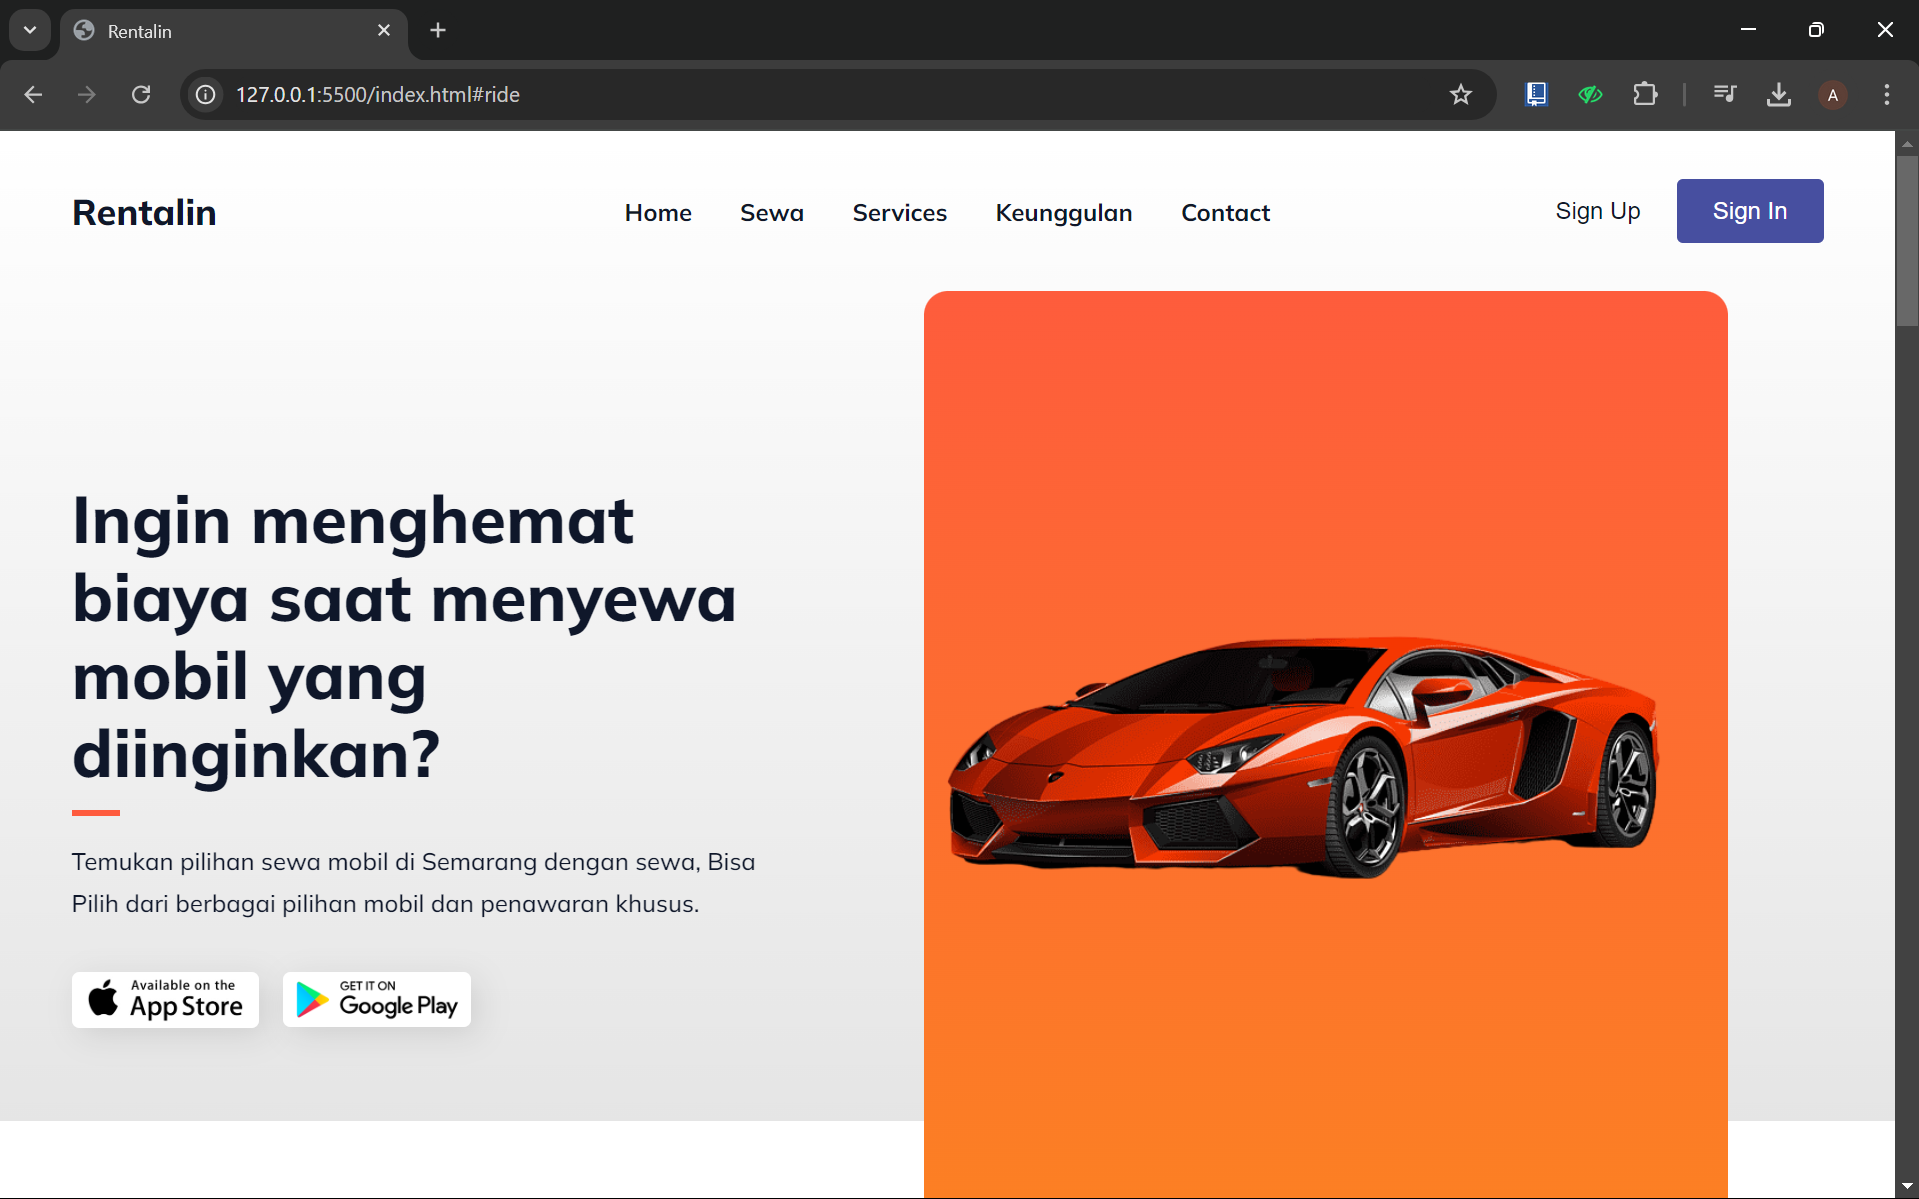 Rentalin
127.0.0.1:5500/index.html#ride
A
Rentalin
Home Sewa Services Keunggulan Contact
Sign Up Sign In
Ingin menghemat
biaya saat menyewa
mobil yang
diinginkan?
Temukan pilihan sewa mobil di Semarang dengan sewa, Bisa
Pilih dari berbagai pilihan mobil dan penawaran khusus.
Available on the
App Store
GET IT ON
Google Play